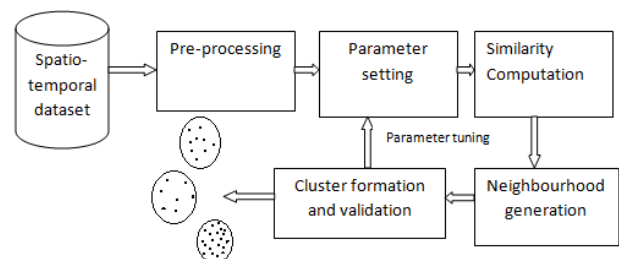 Spatio-
temporal
dataset
Pre-processing
Parameter
setting
Similarity
Computation
Parameter tuning
Cluster formation
and validation
Neighbourhood
generation